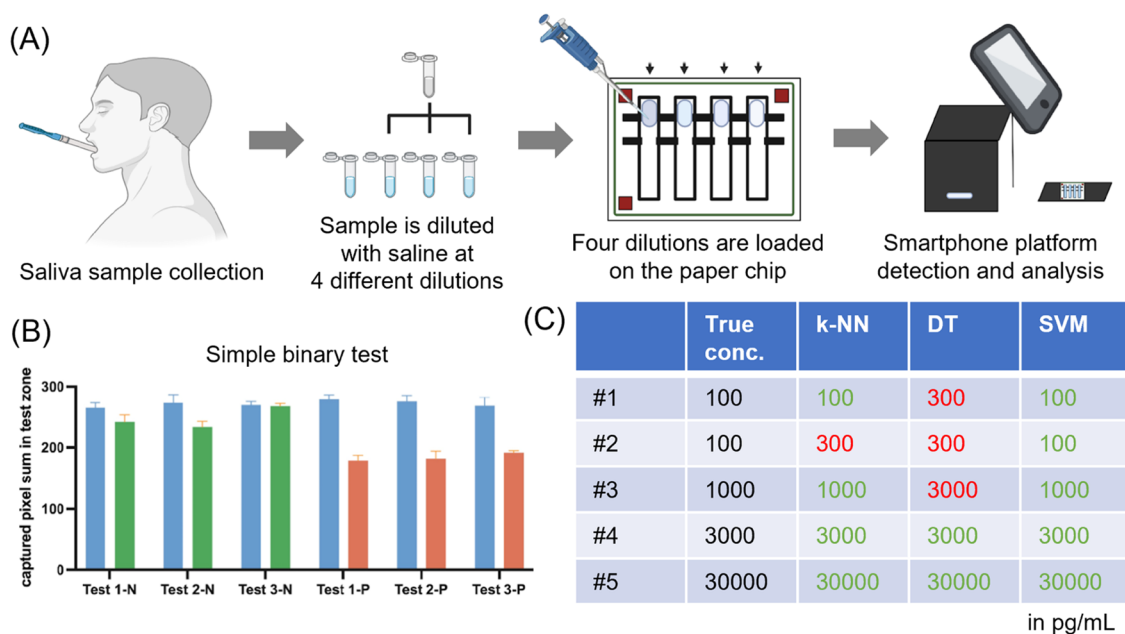 (A)
Saliva sample collection
Sample is diluted
with saline at
4 different dilutions
Four dilutions are loaded
on the paper chip
Smartphone platform
detection and analysis
(B)
Simple binary test
captured pixel sum in test zone
300
200
100
0
Test 1-N Test 2-N Test 3-N Test 1-P Test 2-P Test 3-P
(C)
True conc. k-NN DT SVM
#1 100 100 300 100
#2 100 300 300 100
#3 1000 1000 3000 1000
#4 3000 3000 3000 3000
#5 30000 30000 30000 30000
in pg/mL